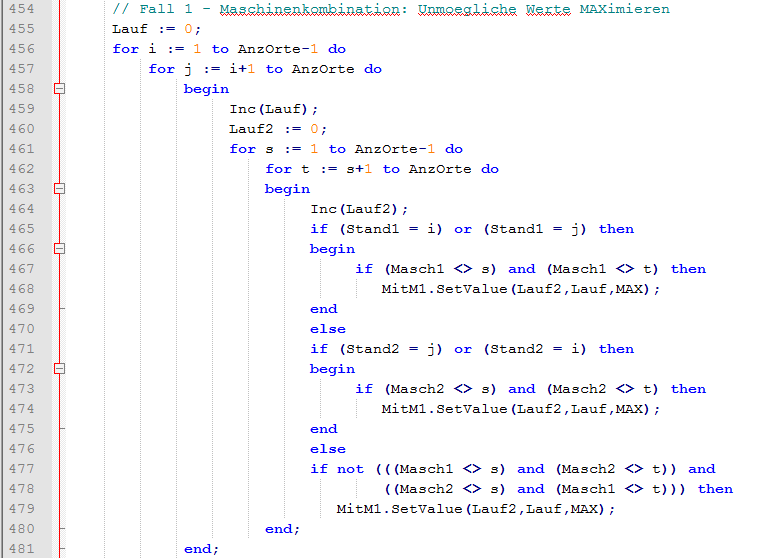 454 // Fall 1 - Maschinenkombination: Unmoegliche Werte MAXimieren
455 Lauf := 0;
456 for i := 1 to AnzOrte-1 do
457 for j := i+1 to AnzOrte do
458 begin
459 Inc(Lauf);
460 Lauf2 := 0;
461 for s := 1 to AnzOrte-1 do
462 for t := s+1 to AnzOrte do
463 begin
464 Inc(Lauf2);
465 if (Stand1 = i) or (Stand1 = j) then
466 begin
467 if (Masch1 <> s) and (Masch1 <> t) then
468 MitM1.SetValue(Lauf2,Lauf,MAX);
469 end
470 else
471 if (Stand2 = j) or (Stand2 = i) then
472 begin
473 if (Masch2 <> s) and (Masch2 <> t) then
474 MitM1.SetValue(Lauf2,Lauf,MAX);
475 end
476 else
477 if not (((Masch1 <> s) and (Masch2 <> t)) and
478 ((Masch2 <> s) and (Masch1 <> t))) then
479 MitM1.SetValue(Lauf2,Lauf,MAX);
480 end;
481 end;